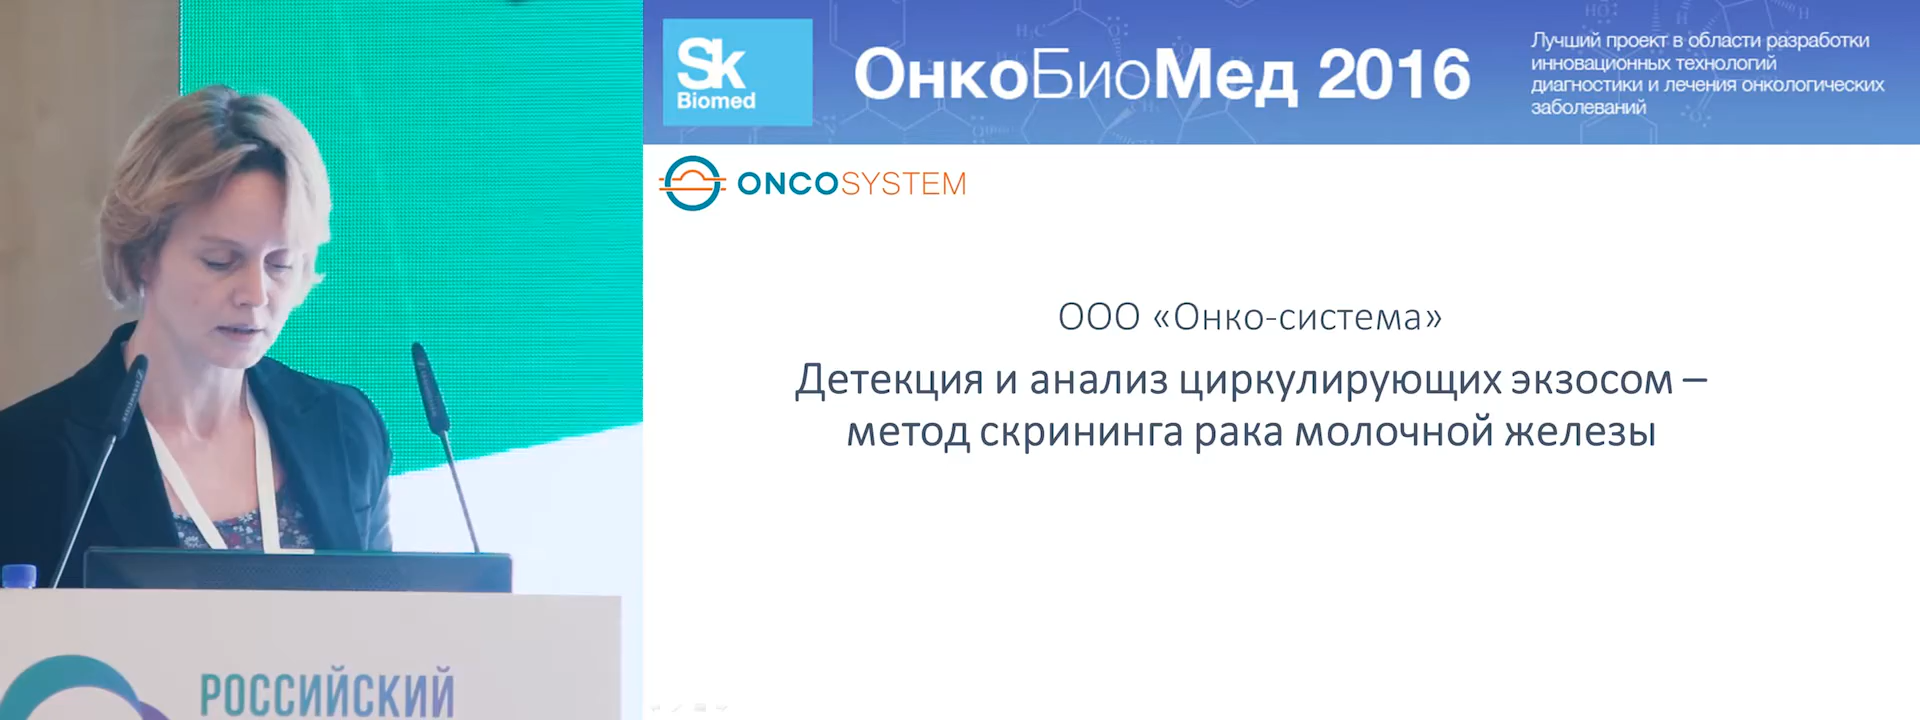 Sk
Biomed
ОнкоБиоМед 2016
Лучший проект в области разработки
инновационных технологий
диагностики и лечения онкологических
заболеваний
ONCOSYSTEM
ООО «Онко-система»
Детекция и анализ циркулирующих экзосом –
метод скрининга рака молочной железы
РОССИЙСКИЙ